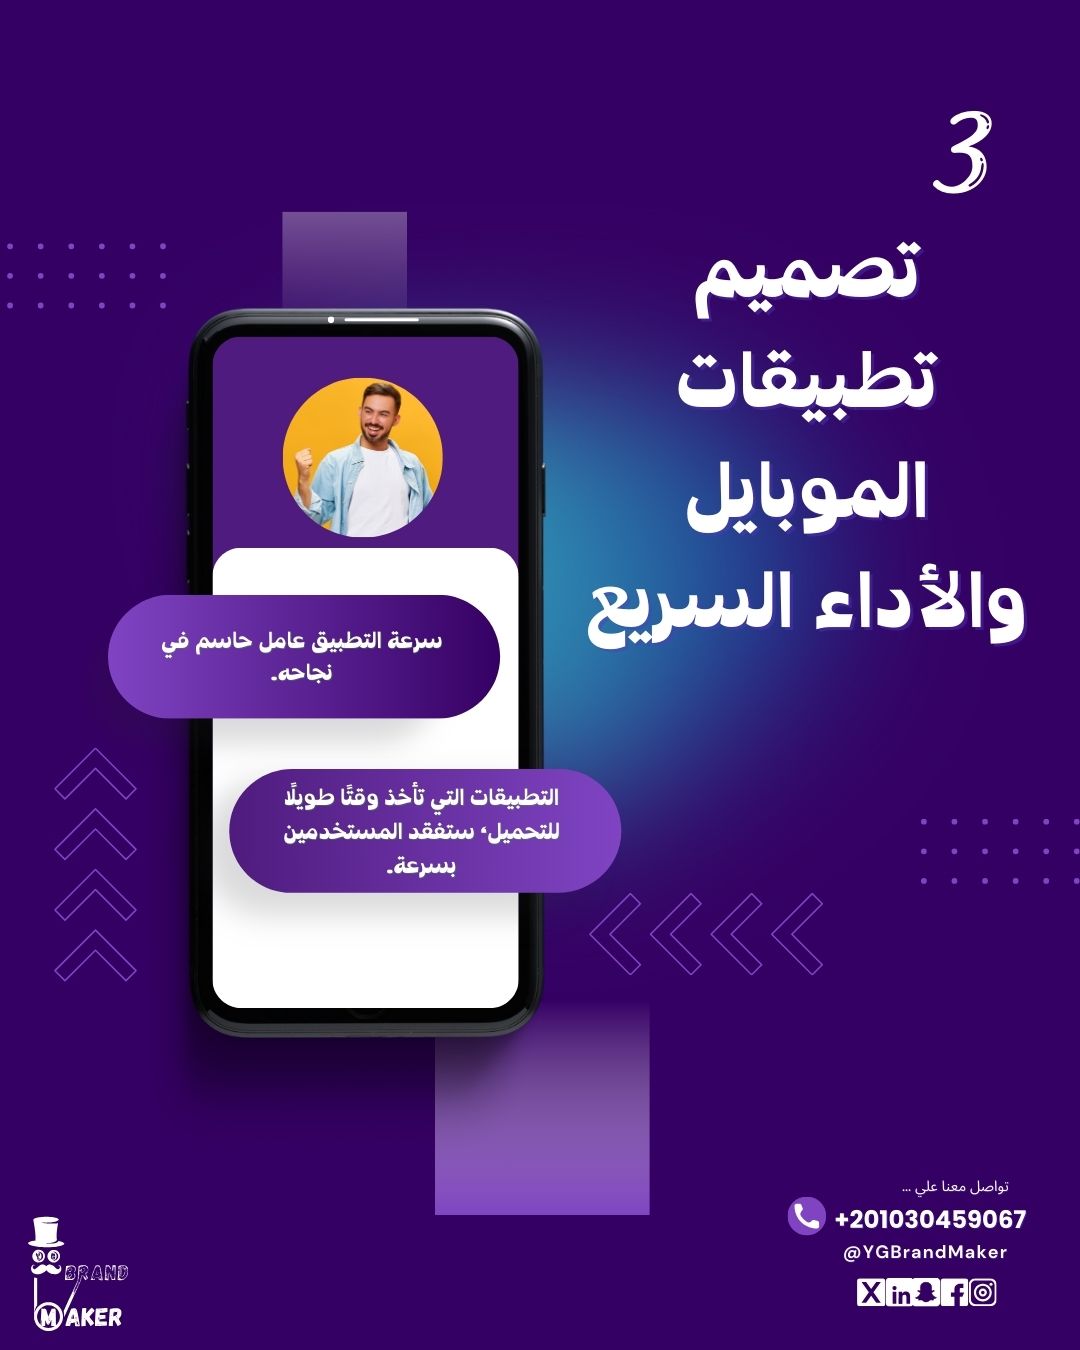 3
تصميم
تطبيقات
الموبايل
والأداء السريع
سرعة التطبيق عامل حاسم في
نجاحه.
التطبيقات التي تأخذ وقتًا طويلًا
للتحميل، ستفقد المستخدمين
بسرعة.
تواصل معنا علي ...
+201030459067
@YGBrandMaker
BRAND
MAKER